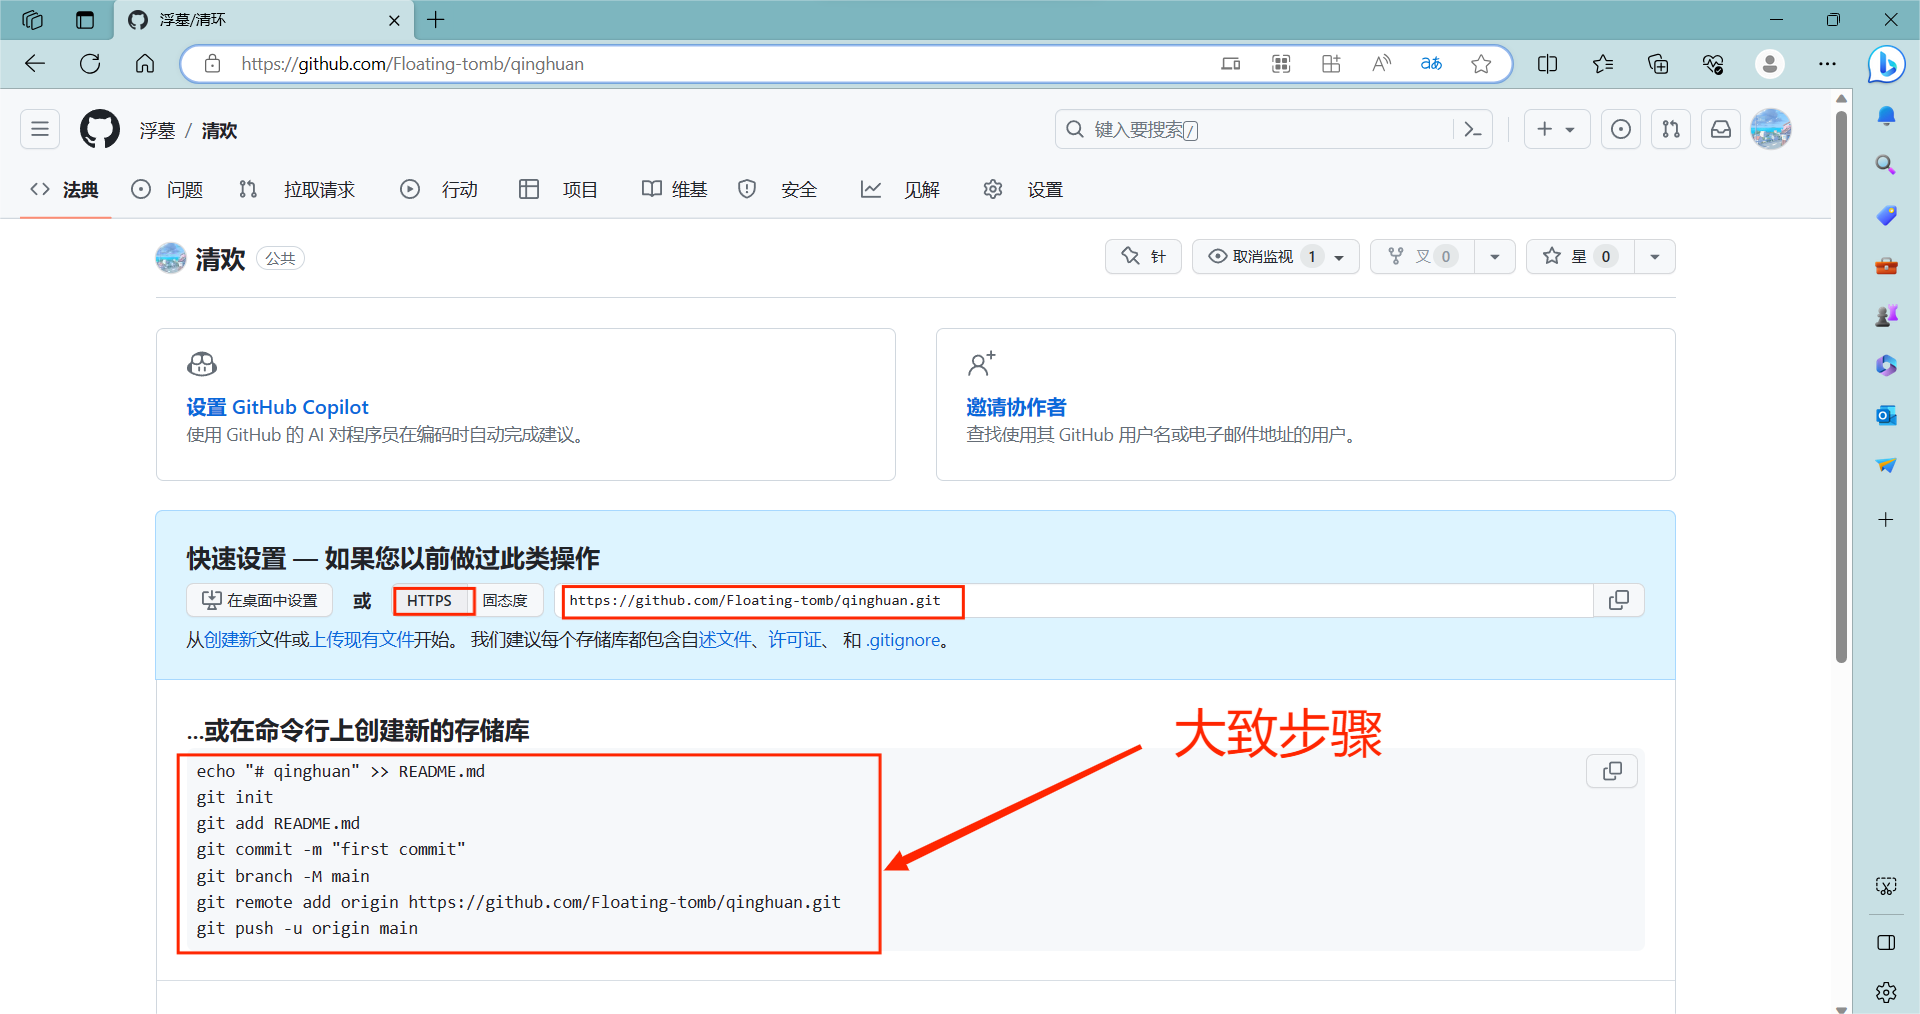 浮墓/清环
https://github.com/Floating-tomb/qinghuan
浮墓 / 清欢
键入要搜索/
法典 问题 拉取请求 行动 项目 维基 安全 见解 设置
清欢 公共
针 取消监视 1 叉 0 星 0
设置 GitHub Copilot
使用 GitHub 的 AI 对程序员在编码时自动完成建议。
邀请协作者
查找使用其 GitHub 用户名或电子邮件地址的用户。
快速设置 — 如果您以前做过此类操作
在桌面中设置 或 HTTPS 固态度 https://github.com/Floating-tomb/qinghuan.git
从创建新文件或上传现有文件开始。 我们建议每个存储库都包含自述文件、许可证、 和 .gitignore。
...或在命令行上创建新的存储库
大致步骤
echo "# qinghuan" >> README.md
git init
git add README.md
git commit -m "first commit"
git branch -M main
git remote add origin https://github.com/Floating-tomb/qinghuan.git
git push -u origin main